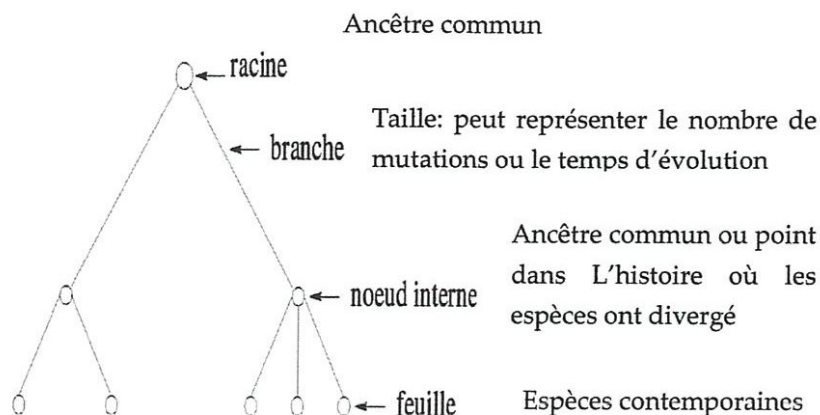 Ancêtre commun
racine
Taille: peut représenter le nombre de
branche
mutations ou le temps d'évolution
Ancêtre commun ou point
noeud interne
dans L'histoire où les
espèces ont divergé
feuille
Espèces contemporaines